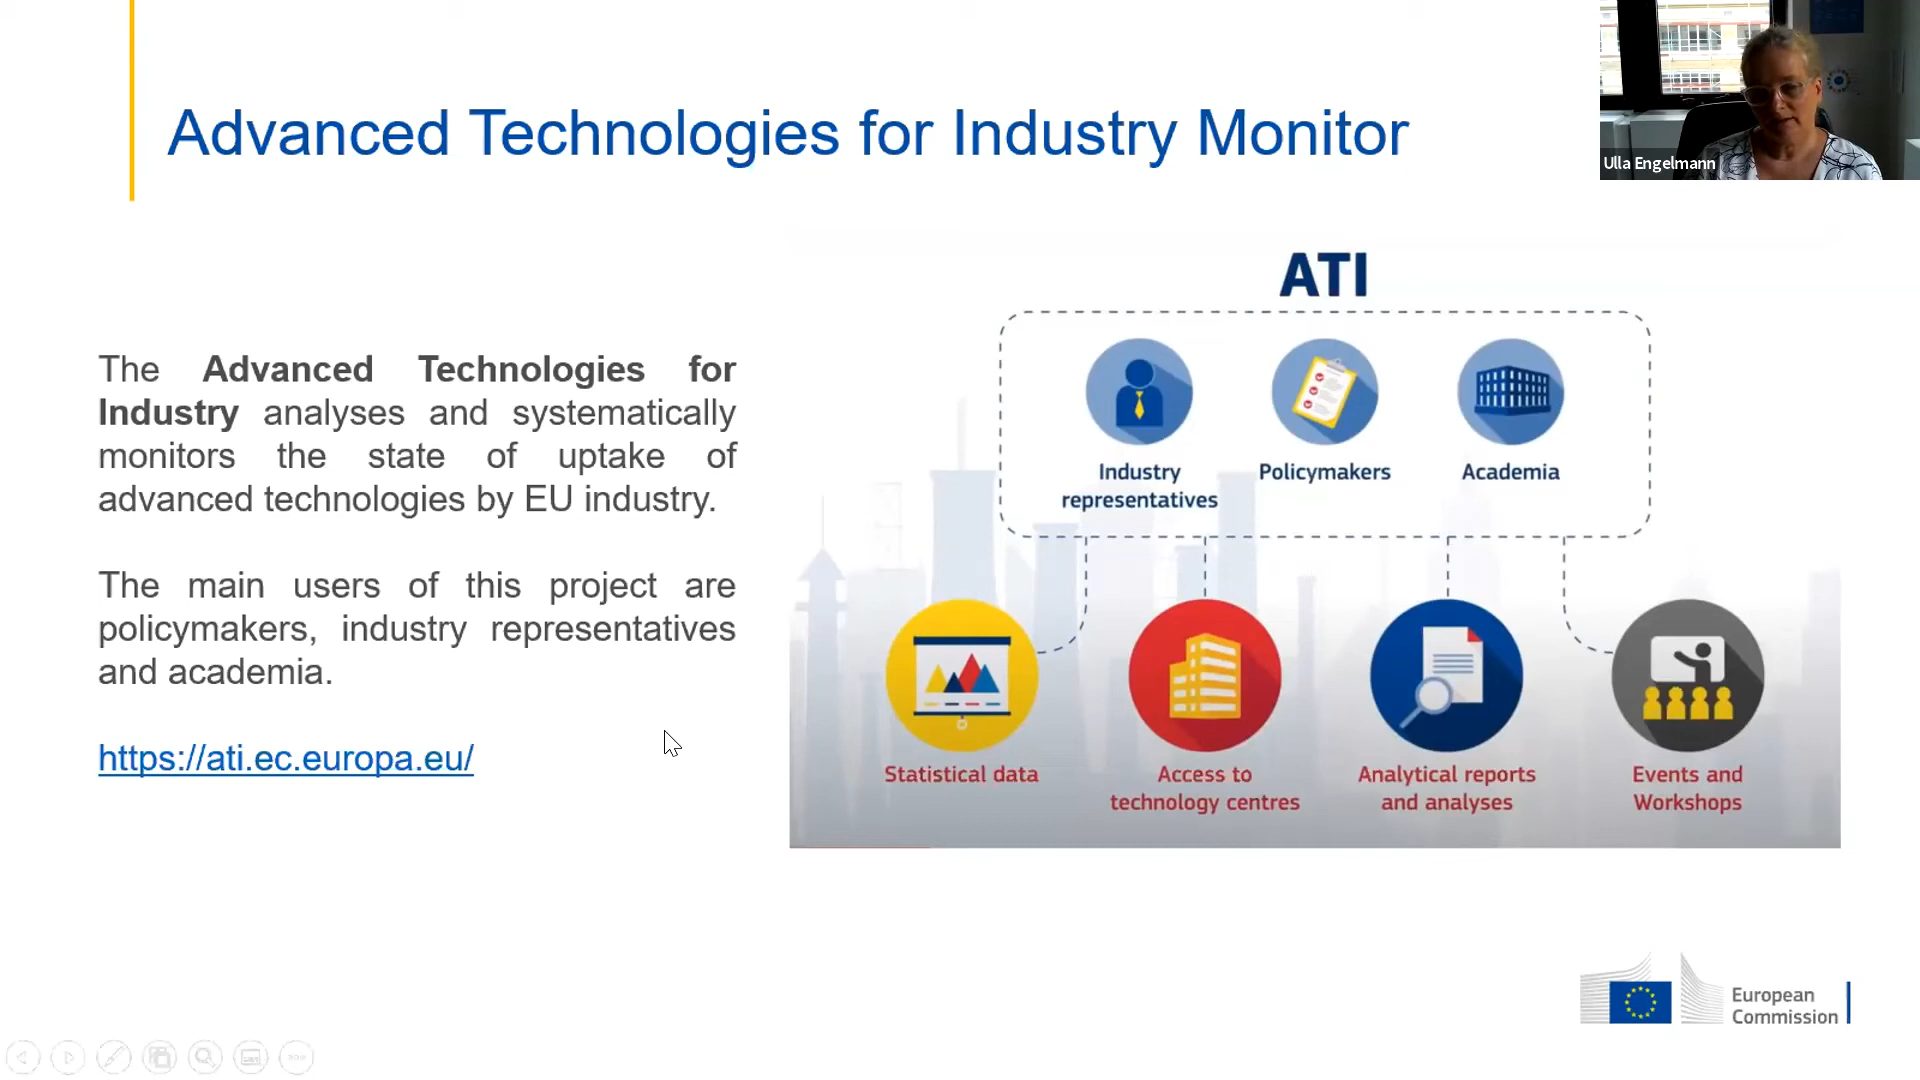 Advanced Technologies for Industry Monitor
Ulla Engelmann
The Advanced Technologies for
Industry analyses and systematically
monitors the state of uptake of
advanced technologies by EU industry.
The main users of this project are
policymakers, industry representatives
and academia.
https://ati.ec.europa.eu/
ATI
Industry
representatives
Policymakers
Academia
Statistical data
Access to
technology centres
Analytical reports
and analyses
Events and
Workshops
European
Commission